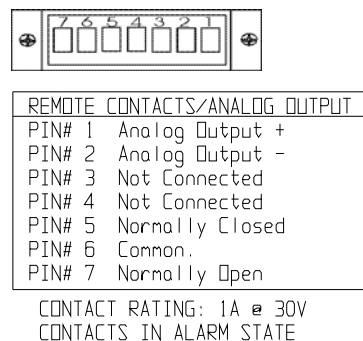 7 6 5 4 3 2 1
REMOTE CONTACTS/ANALOG OUTPUT
PIN# 1 Analog Output +
PIN# 2 Analog Output -
PIN# 3 Not Connected
PIN# 4 Not Connected
PIN# 5 Normally Closed
PIN# 6 Common.
PIN# 7 Normally Open
CONTACT RATING: 1A @ 30V
CONTACTS IN ALARM STATE